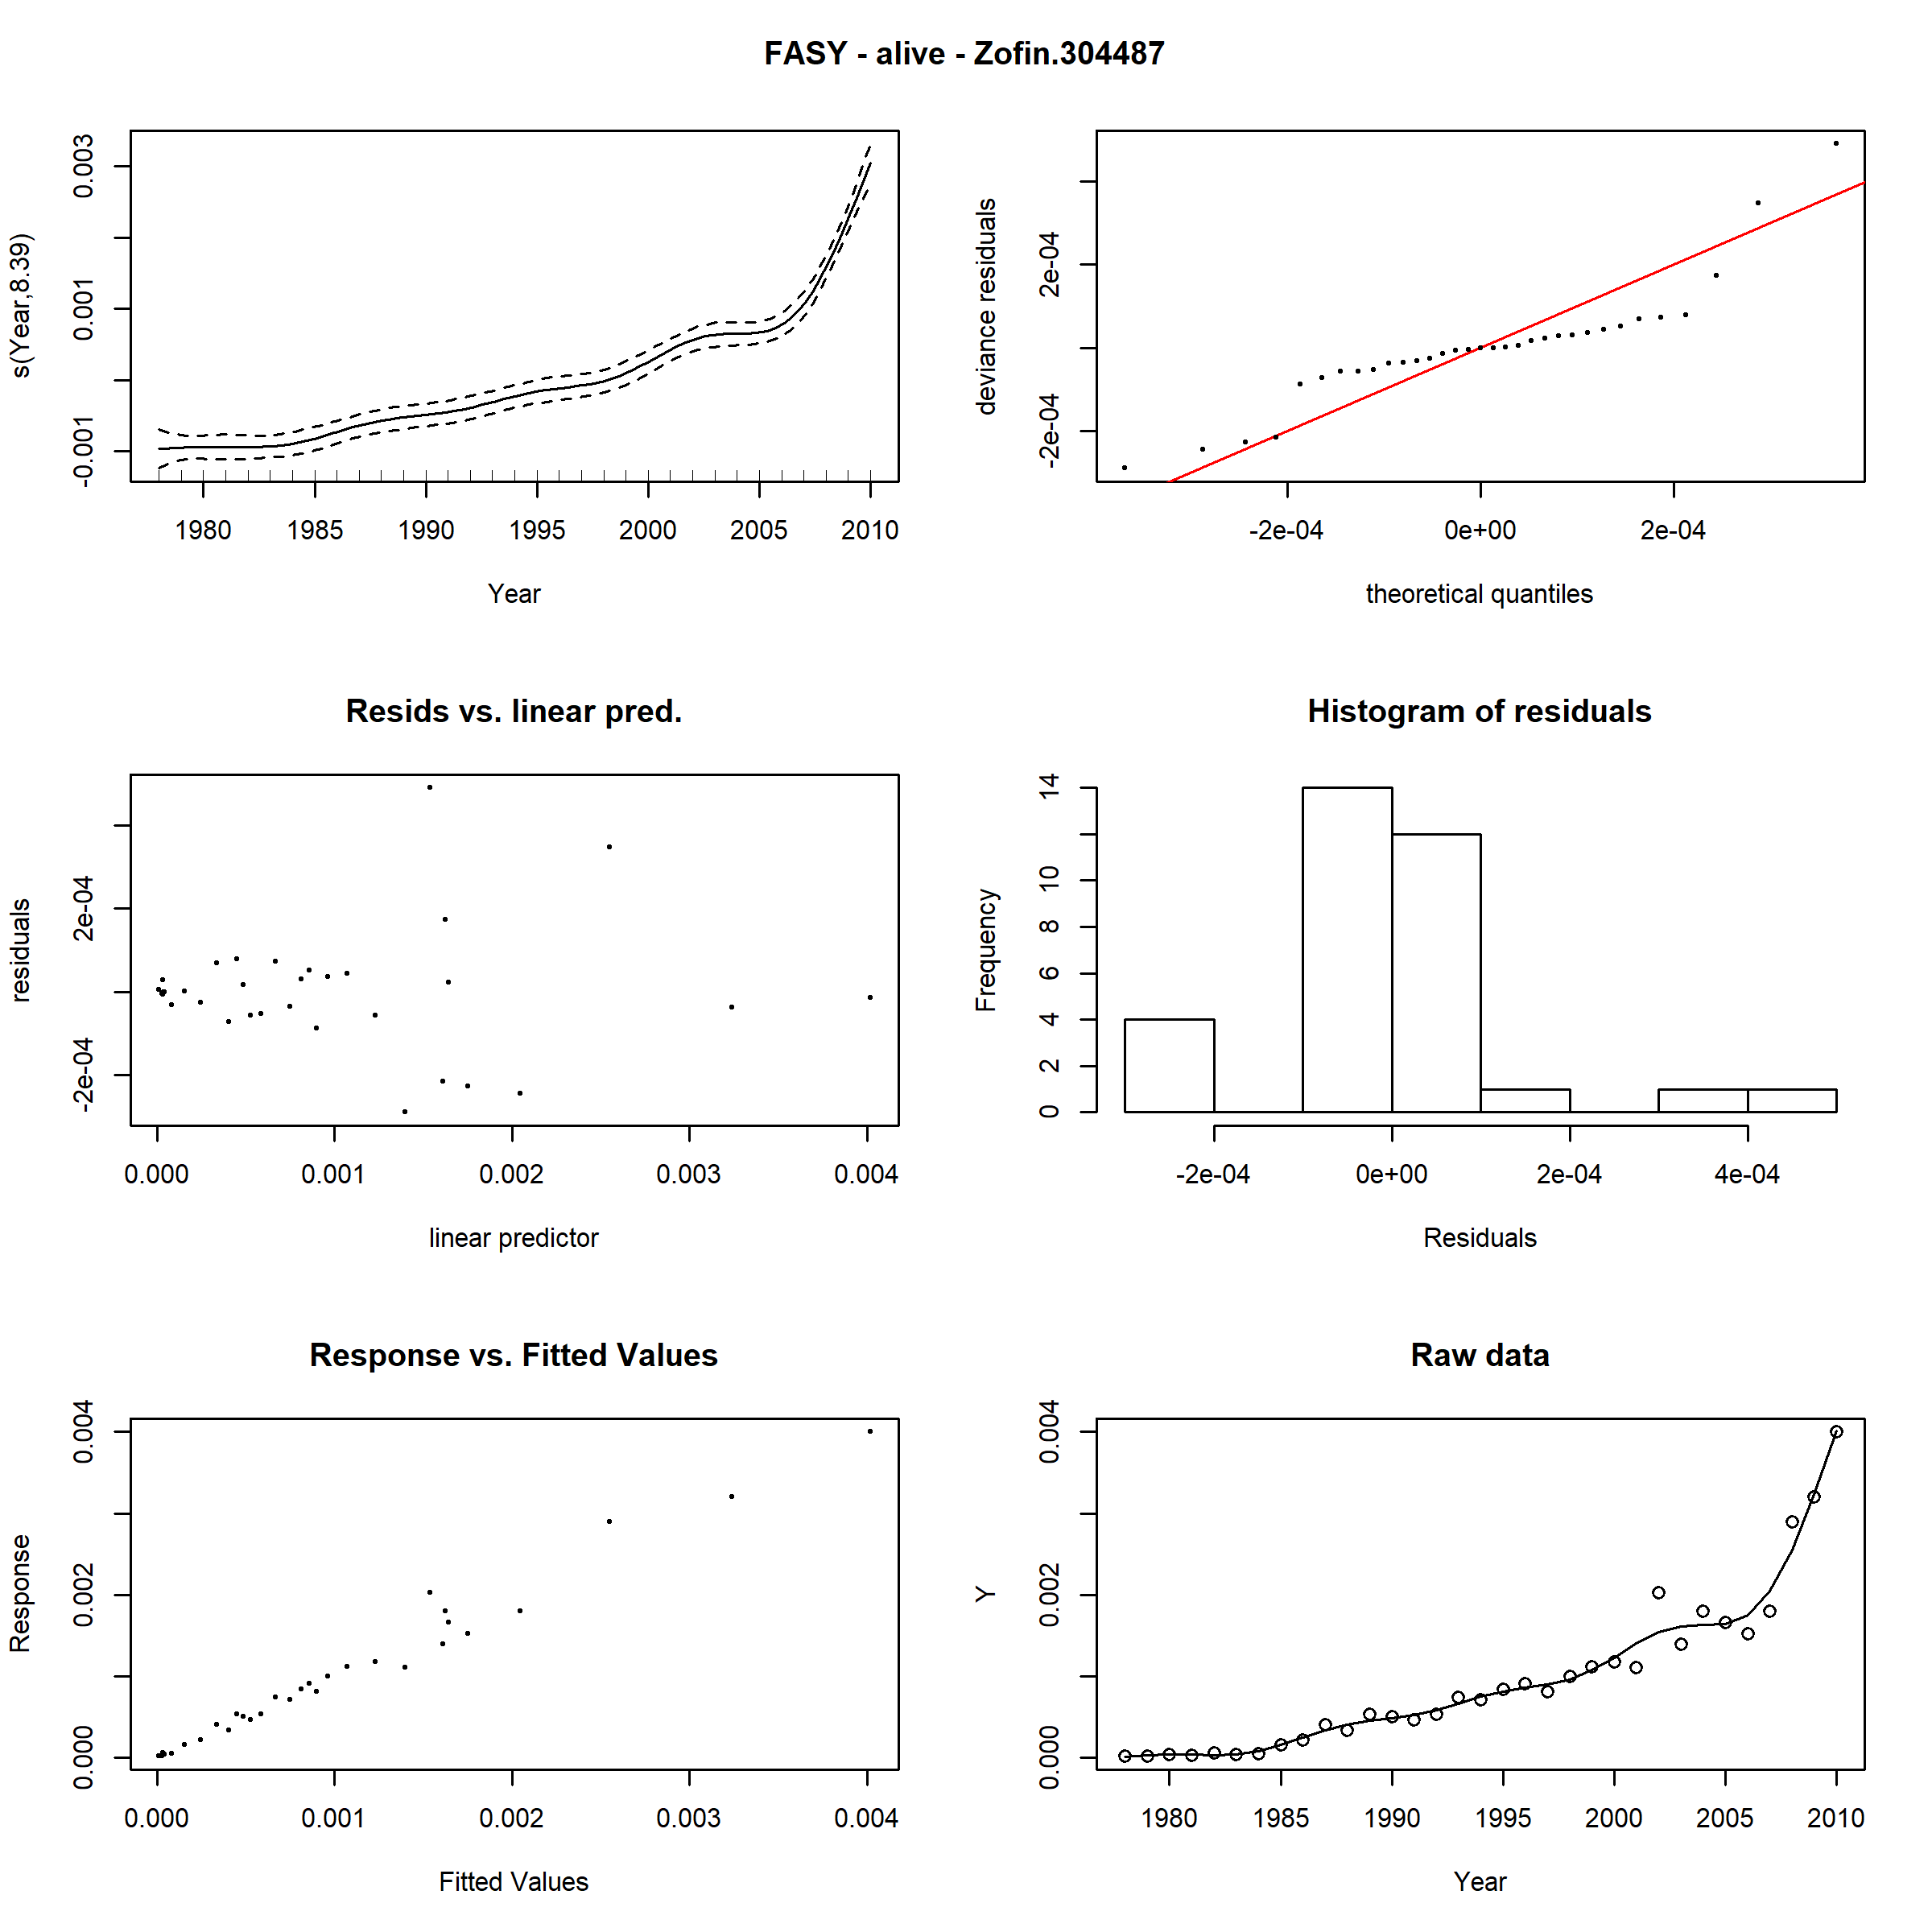 FASY - alive - Zofin.304487
s(Year,8.39)
-0.001 0.001 0.003
1980 1985 1990 1995 2000 2005 2010
Year
deviance residuals
-2e-04 2e-04
-2e-04 0e+00 2e-04
theoretical quantiles
Resids vs. linear pred.
residuals
-2e-04 2e-04
0.000 0.001 0.002 0.003 0.004
linear predictor
Histogram of residuals
Frequency
0 2 4 6 8 10 14
-2e-04 0e+00 2e-04 4e-04
Residuals
Response vs. Fitted Values
Response
0.000 0.002 0.004
0.000 0.001 0.002 0.003 0.004
Fitted Values
Raw data
Y
0.000 0.002 0.004
1980 1985 1990 1995 2000 2005 2010
Year